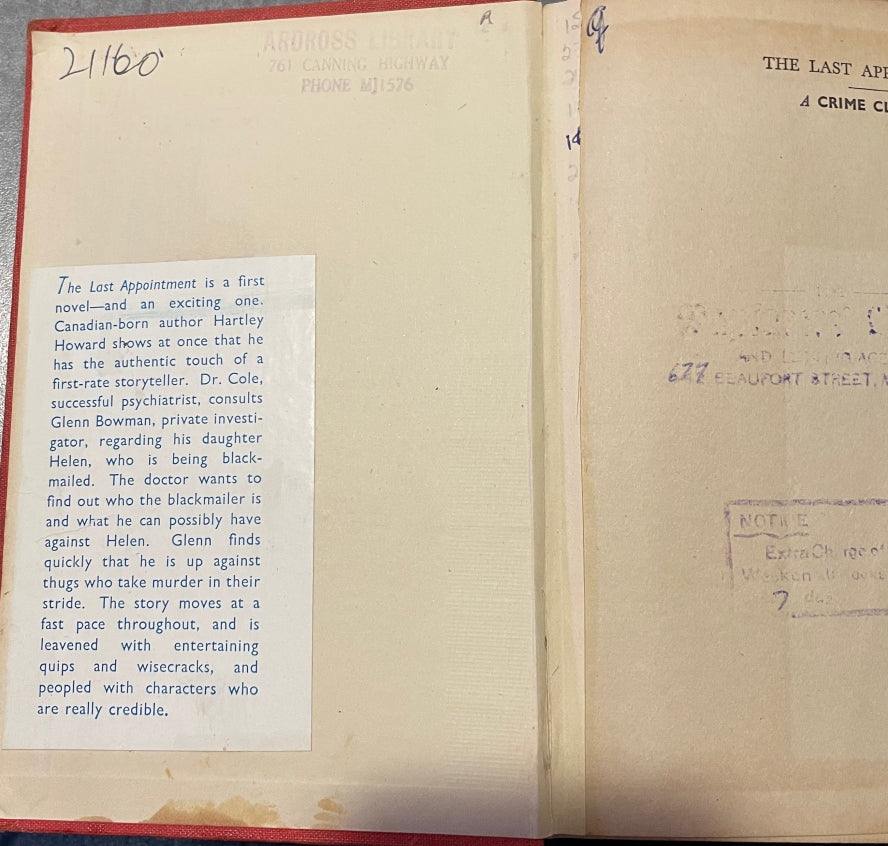 21160
ARDROSS LIBRARY
761 CANNING HIGHWAY
PHONE MJ1576
R
The Last Appointment is a first
novel—and an exciting one.
Canadian-born author Hartley
Howard shows at once that he
has the authentic touch of a
first-rate storyteller. Dr. Cole,
successful psychiatrist, consults
Glenn Bowman, private investi-
gator, regarding his daughter
Helen, who is being black-
mailed. The doctor wants to
find out who the blackmailer is
and what he can possibly have
against Helen. Glenn finds
quickly that he is up against
thugs who take murder in their
stride. The story moves at a
fast pace throughout, and is
leavened with entertaining
quips and wisecracks, and
peopled with characters who
are really credible.
14
THE LAST APP
A CRIME CL
AND
677 BEAUFORT STREET, M
NOTICE
Extra Charge of
7